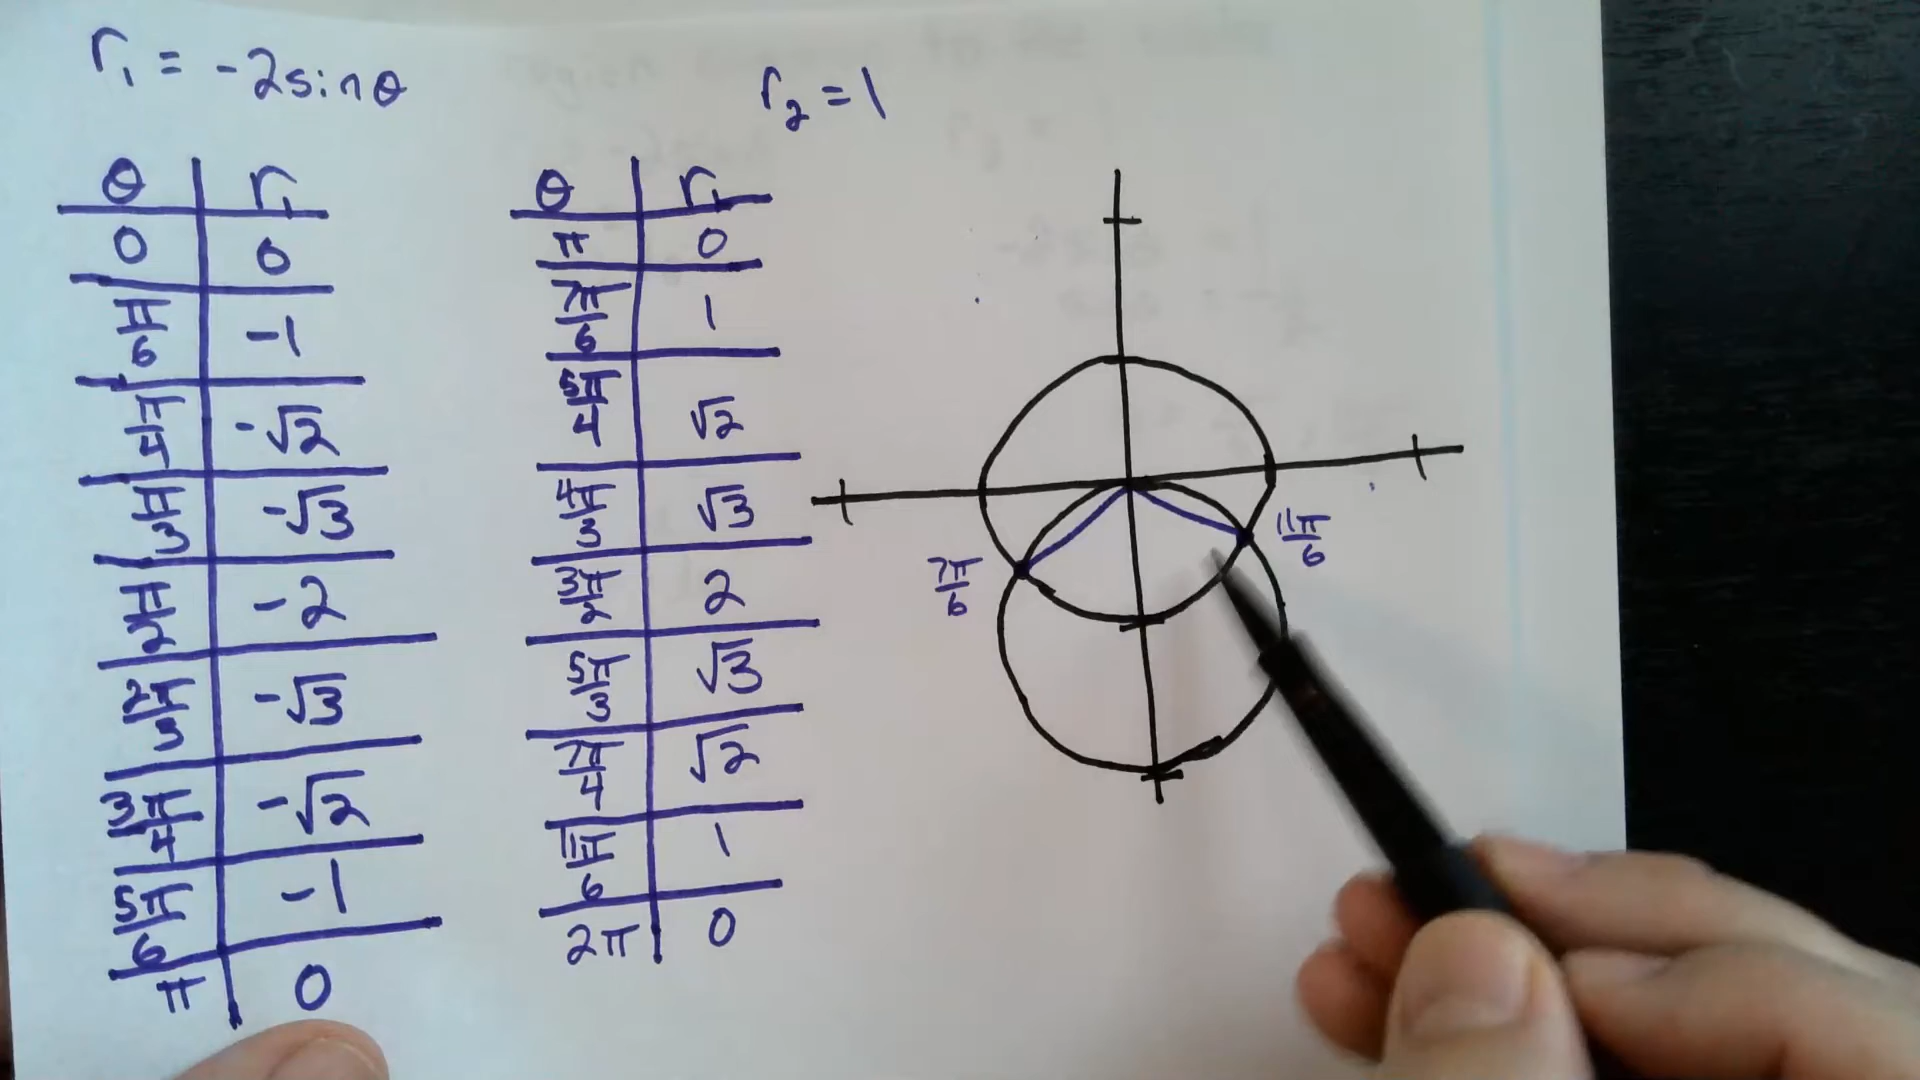 r₁ = -2sinθ
r₂ = 1
θ | r₁
0 | 0
π/6 | -1
π/4 | -√2
π/3 | -√3
π/2 | -2
2π/3 | -√3
3π/4 | -√2
5π/6 | -1
π | 0
θ | r₁
π | 0
7π/6 | 1
5π/4 | √2
4π/3 | √3
3π/2 | 2
5π/3 | √3
7π/4 | √2
11π/6 | 1
2π | 0
7π/6
11π/6